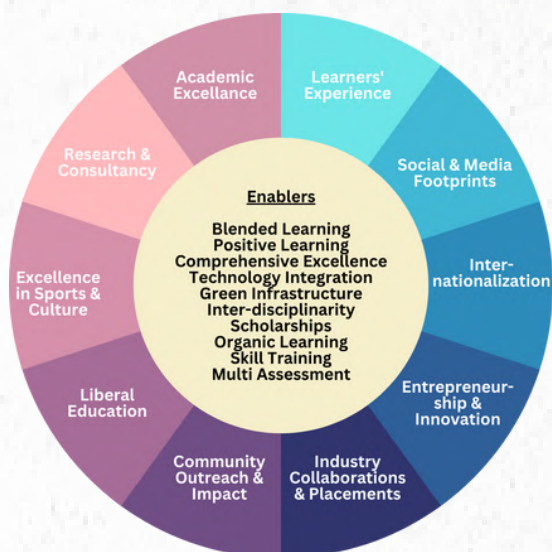 Academic
Excellance
Learners'
Experience
Research &
Consultancy
Social & Media
Footprints
Enablers
Blended Learning
Positive Learning
Comprehensive Excellence
Technology Integration
Green Infrastructure
Inter-disciplinarity
Scholarships
Organic Learning
Skill Training
Multi Assessment
Excellence
in Sports &
Culture
Inter-
nationalization
Liberal
Education
Entrepreneur-
ship &
Innovation
Community
Outreach &
Impact
Industry
Collaborations
& Placements